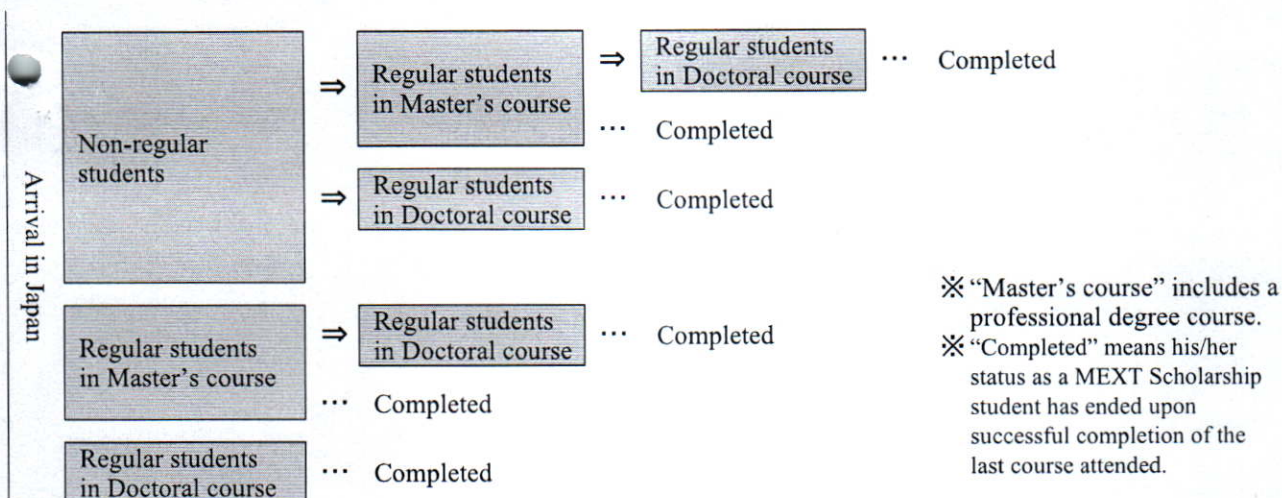 Arrival in Japan
Non-regular
students
⇒
Regular students
in Master’s course
⇒
Regular students
in Doctoral course
… Completed
… Completed
⇒
Regular students
in Doctoral course
… Completed
Regular students
in Master’s course
⇒
Regular students
in Doctoral course
… Completed
… Completed
Regular students
in Doctoral course
… Completed
※ “Master’s course” includes a
professional degree course.
※ “Completed” means his/her
status as a MEXT Scholarship
student has ended upon
successful completion of the
last course attended.